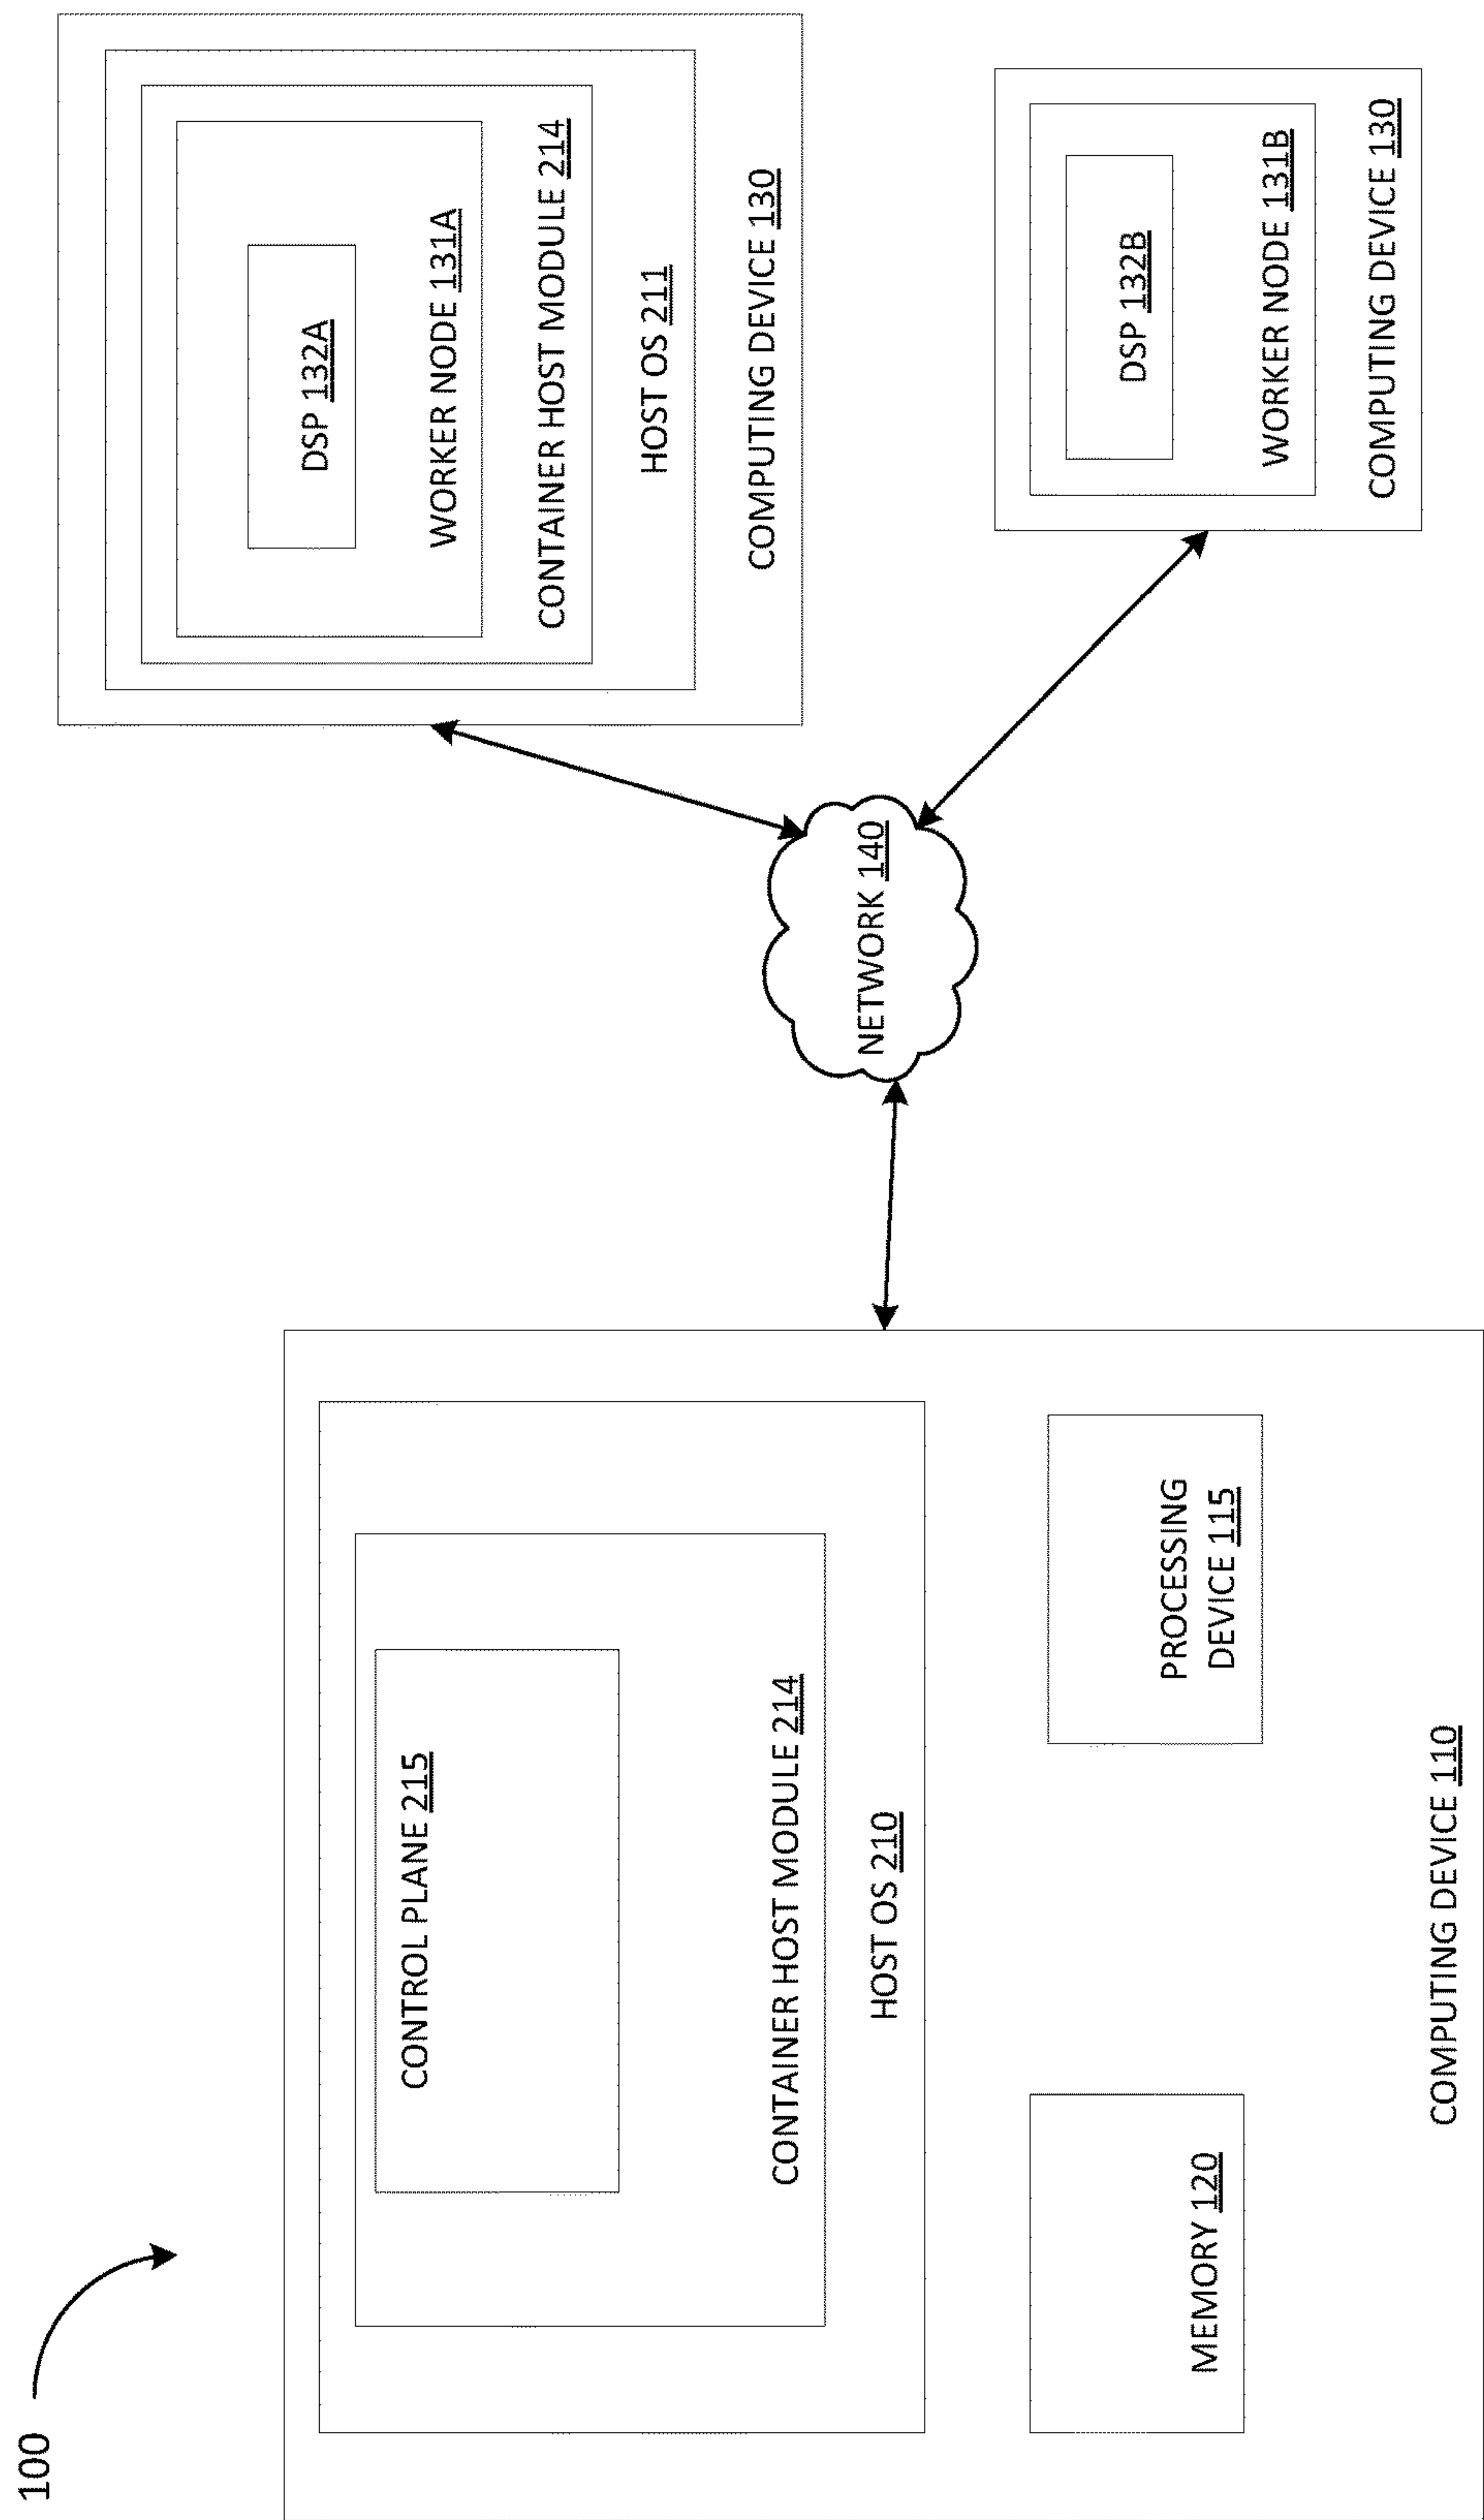 100
CONTROL PLANE 215
CONTAINER HOST MODULE 214
HOST OS 210
MEMORY 120
PROCESSING
DEVICE 115
COMPUTING DEVICE 110
NETWORK 140
DSP 132A
WORKER NODE 131A
CONTAINER HOST MODULE 214
HOST OS 211
COMPUTING DEVICE 130
DSP 132B
WORKER NODE 131B
COMPUTING DEVICE 130